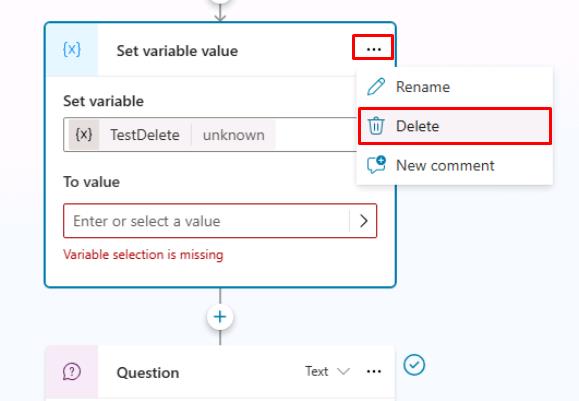 {x} Set variable value ...
Rename
Set variable
Delete
{x} TestDelete unknown
New comment
To value
Enter or select a value
Variable selection is missing
Question Text ...